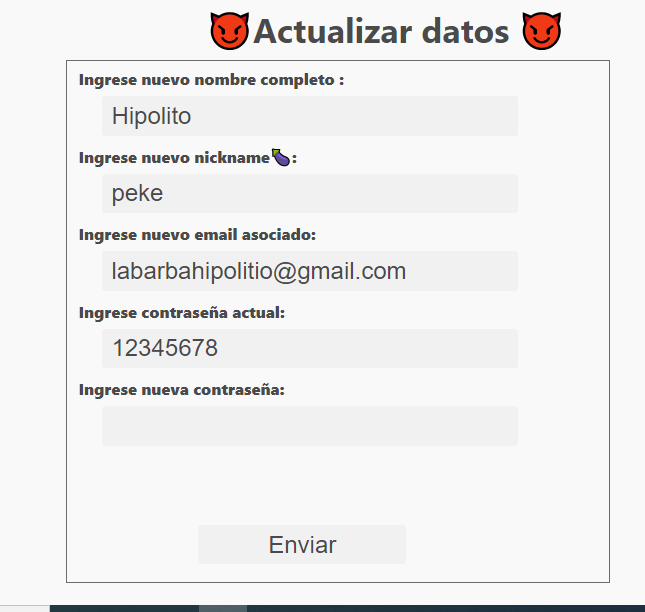 😈Actualizar datos 😈
Ingrese nuevo nombre completo :
Hipolito
Ingrese nuevo nickname🍆:
peke
Ingrese nuevo email asociado:
labarbahipolitio@gmail.com
Ingrese contraseña actual:
12345678
Ingrese nueva contraseña:
Enviar